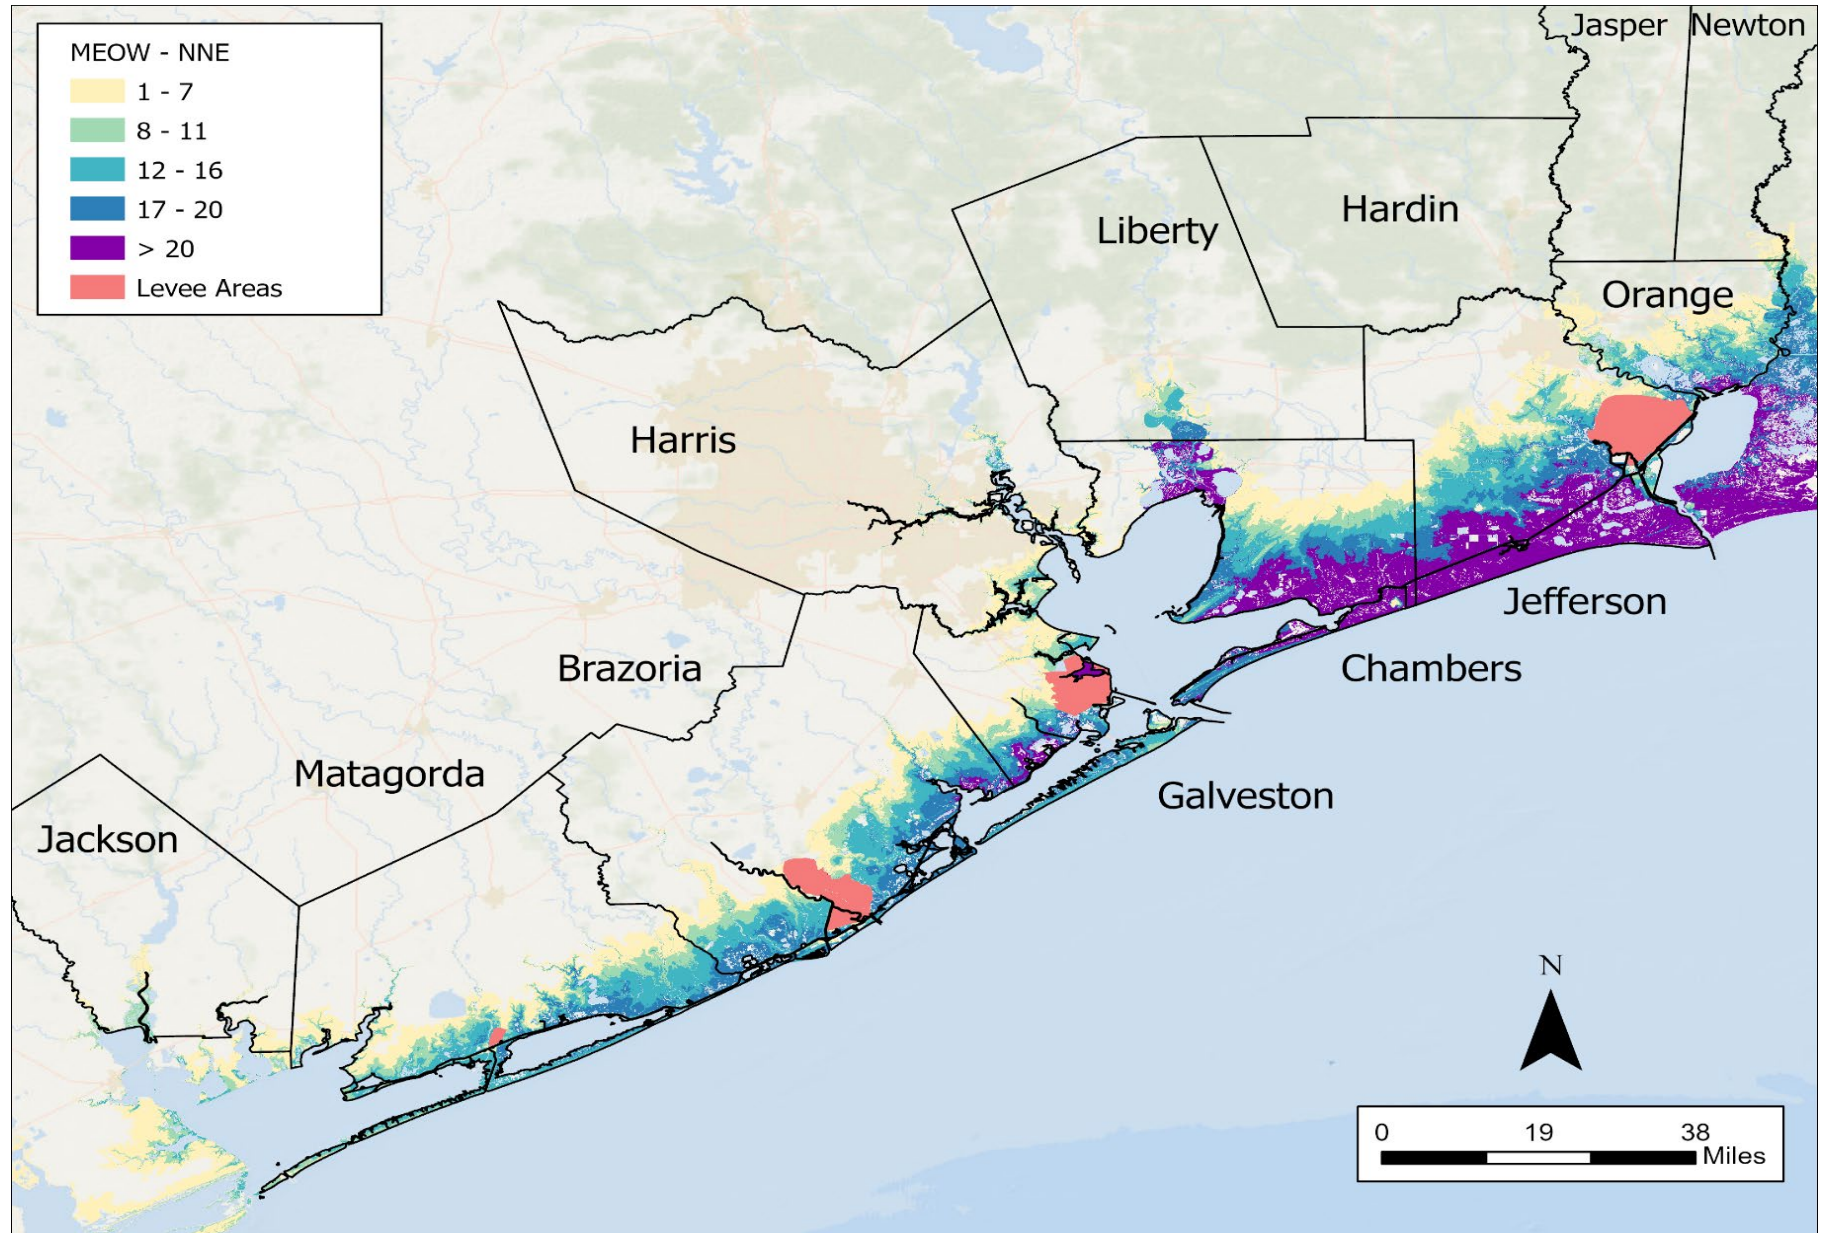 MEOW - NNE
1 - 7
8 - 11
12 - 16
17 - 20
> 20
Levee Areas
Jasper
Newton
Hardin
Liberty
Orange
Harris
Jefferson
Brazoria
Chambers
Matagorda
Galveston
Jackson
N
0 19 38
Miles